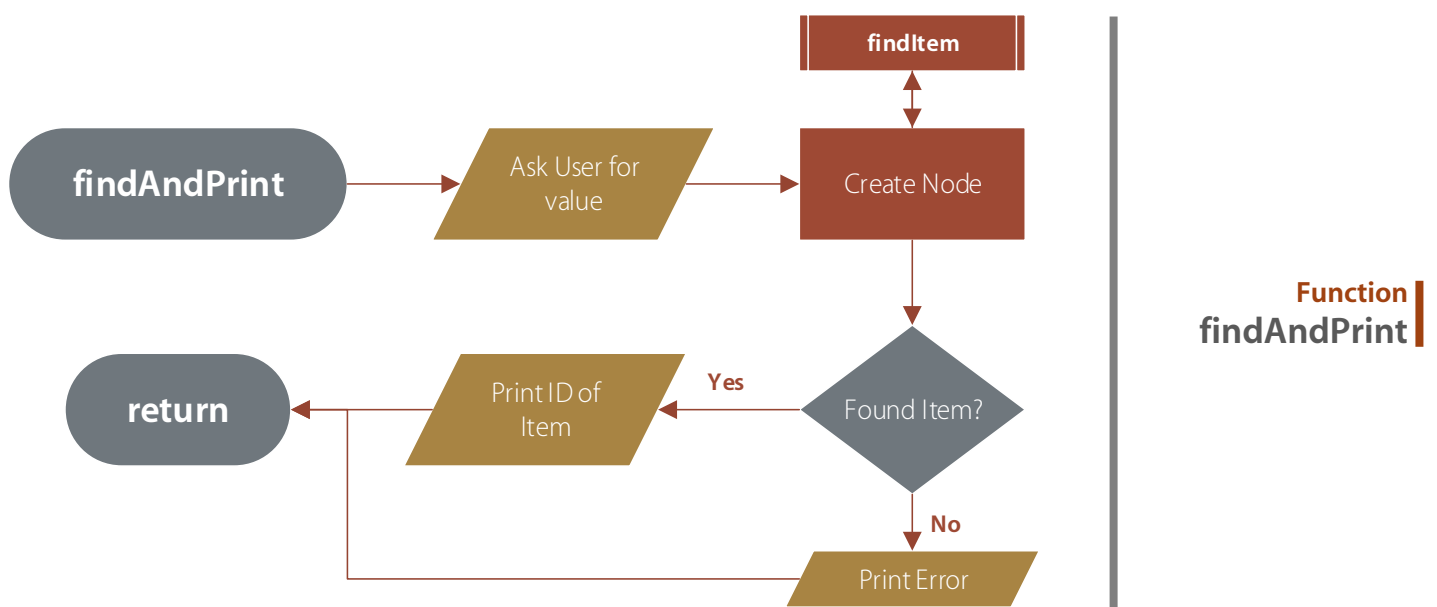 findItem
findAndPrint
Ask User for
value
Create Node
Function
findAndPrint
return
Print ID of
Item
Yes
Found Item?
No
Print Error